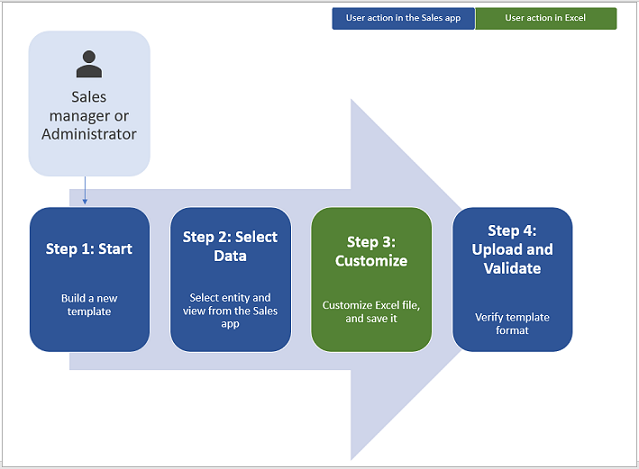 User action in the Sales app
User action in Excel
Sales
manager or
Administrator
Step 1: Start
Build a new
template
Step 2: Select
Data
Select entity and
view from the Sales
app
Step 3:
Customize
Customize Excel file,
and save it
Step 4:
Upload and
Validate
Verify template
format